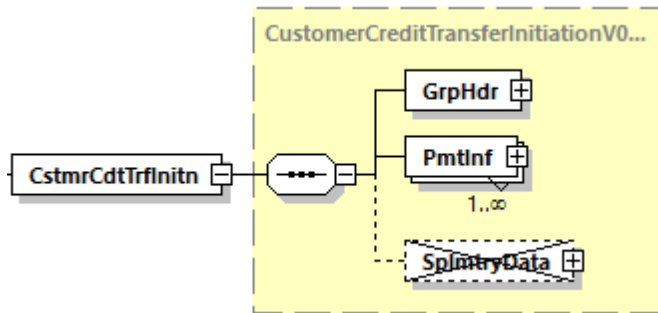 CustomerCreditTransferInitiationV0...
GrpHdr
PmtInf
1..∞
CstmrCdtTrfInitn
SplmtryData